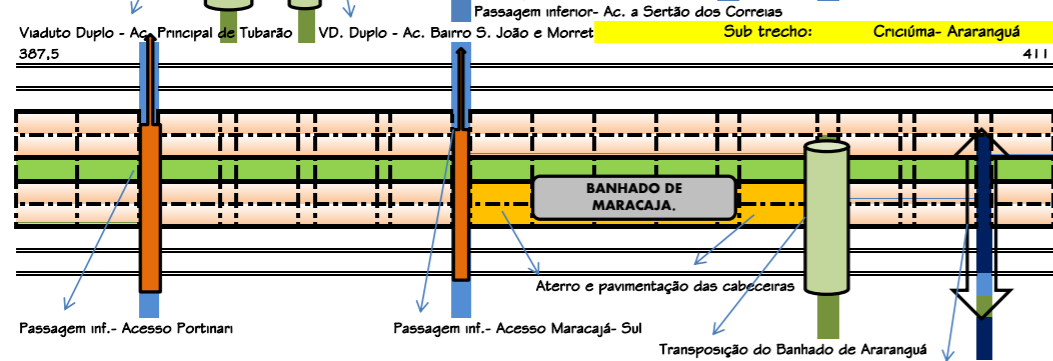 Passagem inferior- Ac. a Sertão dos Correias
Viaduto Duplo - Ac. Principal de Tubarão
VD. Duplo - Ac. Bairro S. João e Morret
Sub trecho: Criciúma- Araranguá
387,5
411
BANHADO DE
MARACAJA.
Aterro e pavimentação das cabeceiras
Passagem inf.- Acesso Portinari
Passagem inf.- Acesso Maracajá- Sul
Transposição do Banhado de Araranguá